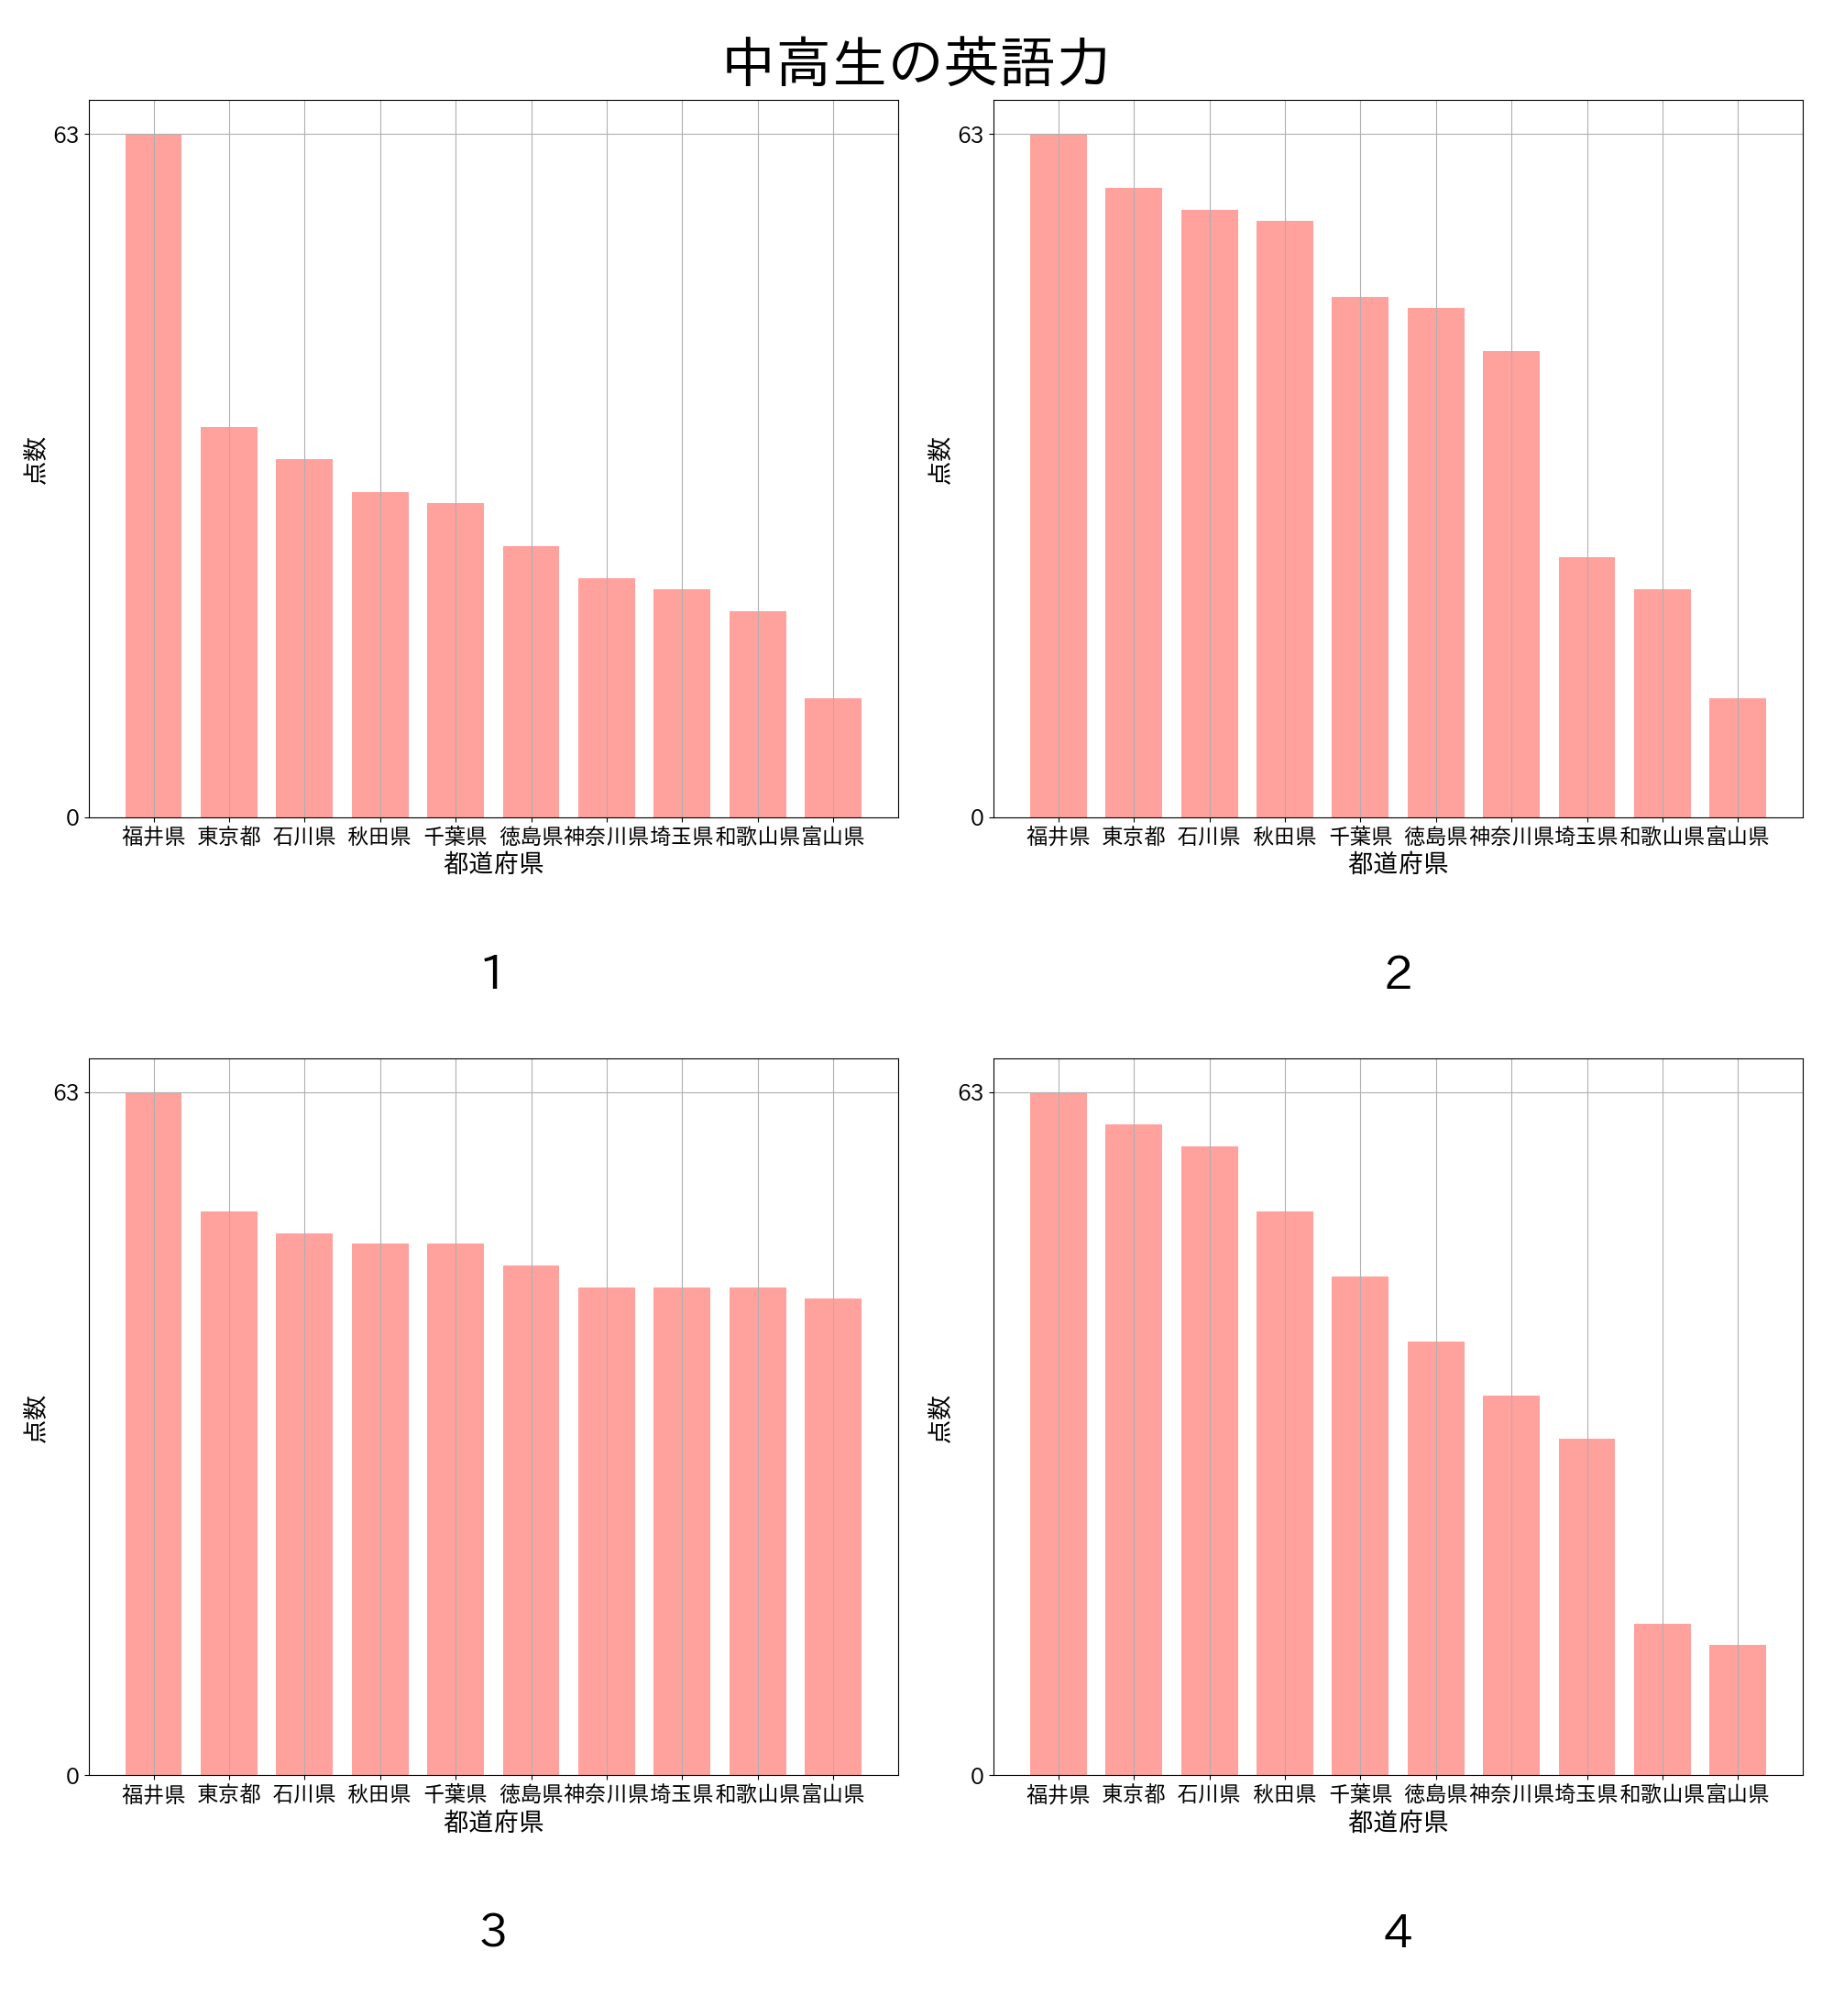 中高生の英語力
63
点数
0
福井県 東京都 石川県 秋田県 千葉県 徳島県 神奈川県 埼玉県 和歌山県 富山県
都道府県
1
63
点数
0
福井県 東京都 石川県 秋田県 千葉県 徳島県 神奈川県 埼玉県 和歌山県 富山県
都道府県
2
63
点数
0
福井県 東京都 石川県 秋田県 千葉県 徳島県 神奈川県 埼玉県 和歌山県 富山県
都道府県
3
63
点数
0
福井県 東京都 石川県 秋田県 千葉県 徳島県 神奈川県 埼玉県 和歌山県 富山県
都道府県
4